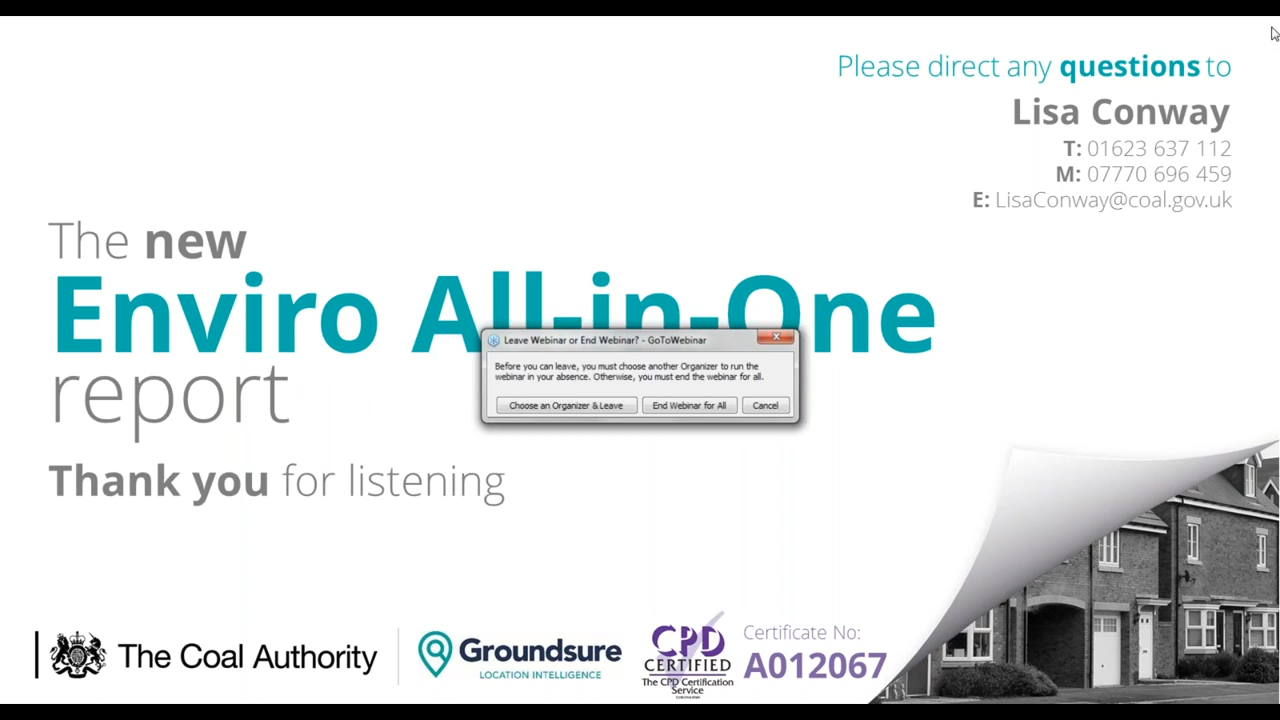 Please direct any questions to
Lisa Conway
T: 01623 637 112
M: 07770 696 459
E: LisaConway@coal.gov.uk
The new
Enviro All-in-One
report
Leave Webinar or End Webinar? - GoToWebinar
Before you can leave, you must choose another Organizer to run the
webinar in your absence. Otherwise, you must end the webinar for all.
Choose an Organizer & Leave
End Webinar for All
Cancel
Thank you for listening
The Coal Authority
Groundsure
LOCATION INTELLIGENCE
CPD
CERTIFIED
The CPD Certification
Service
Certificate No:
A012067